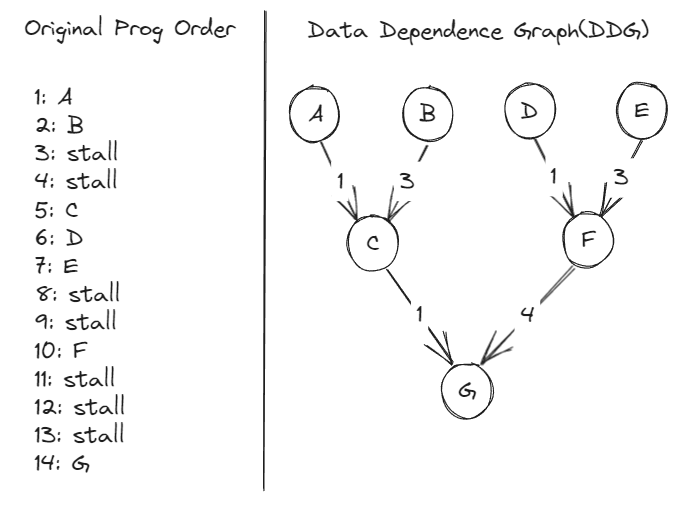 Original Prog Order
1: A
2: B
3: stall
4: stall
5: C
6: D
7: E
8: stall
9: stall
10: F
11: stall
12: stall
13: stall
14: G
Data Dependence Graph(DDG)
A
B
D
E
1
3
1
3
C
F
1
4
G